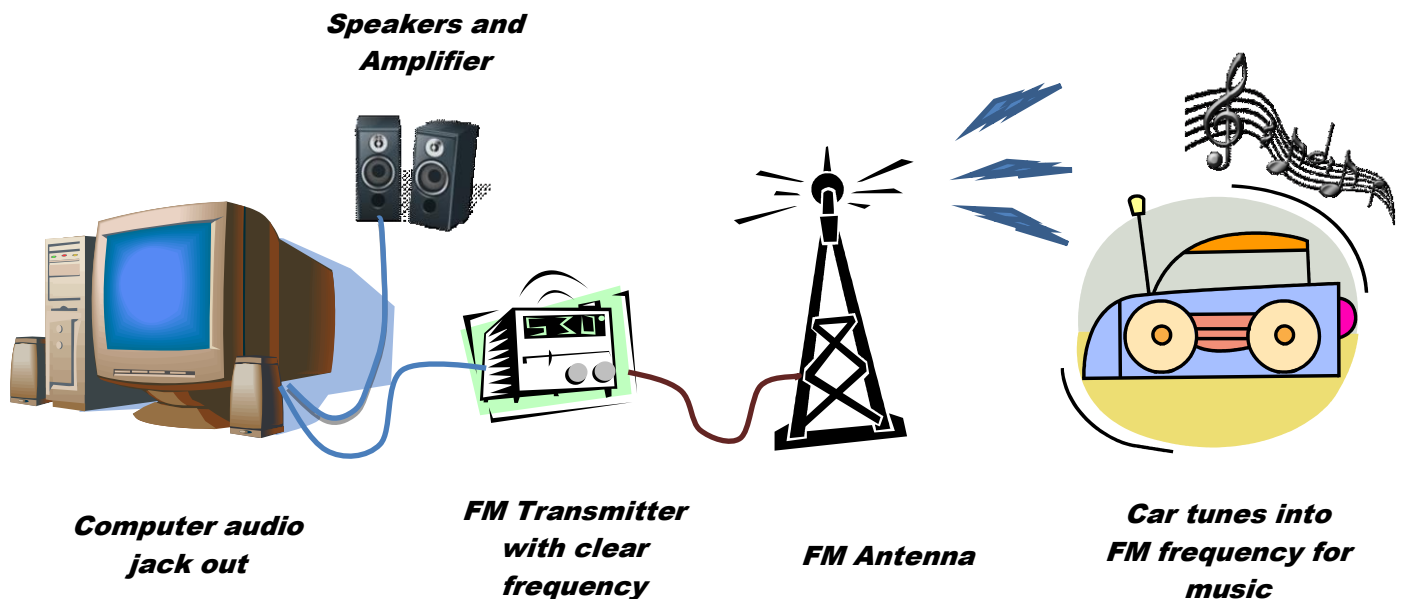 Speakers and
Amplifier
530°
Computer audio
jack out
FM Transmitter
with clear
frequency
FM Antenna
Car tunes into
FM frequency for
music